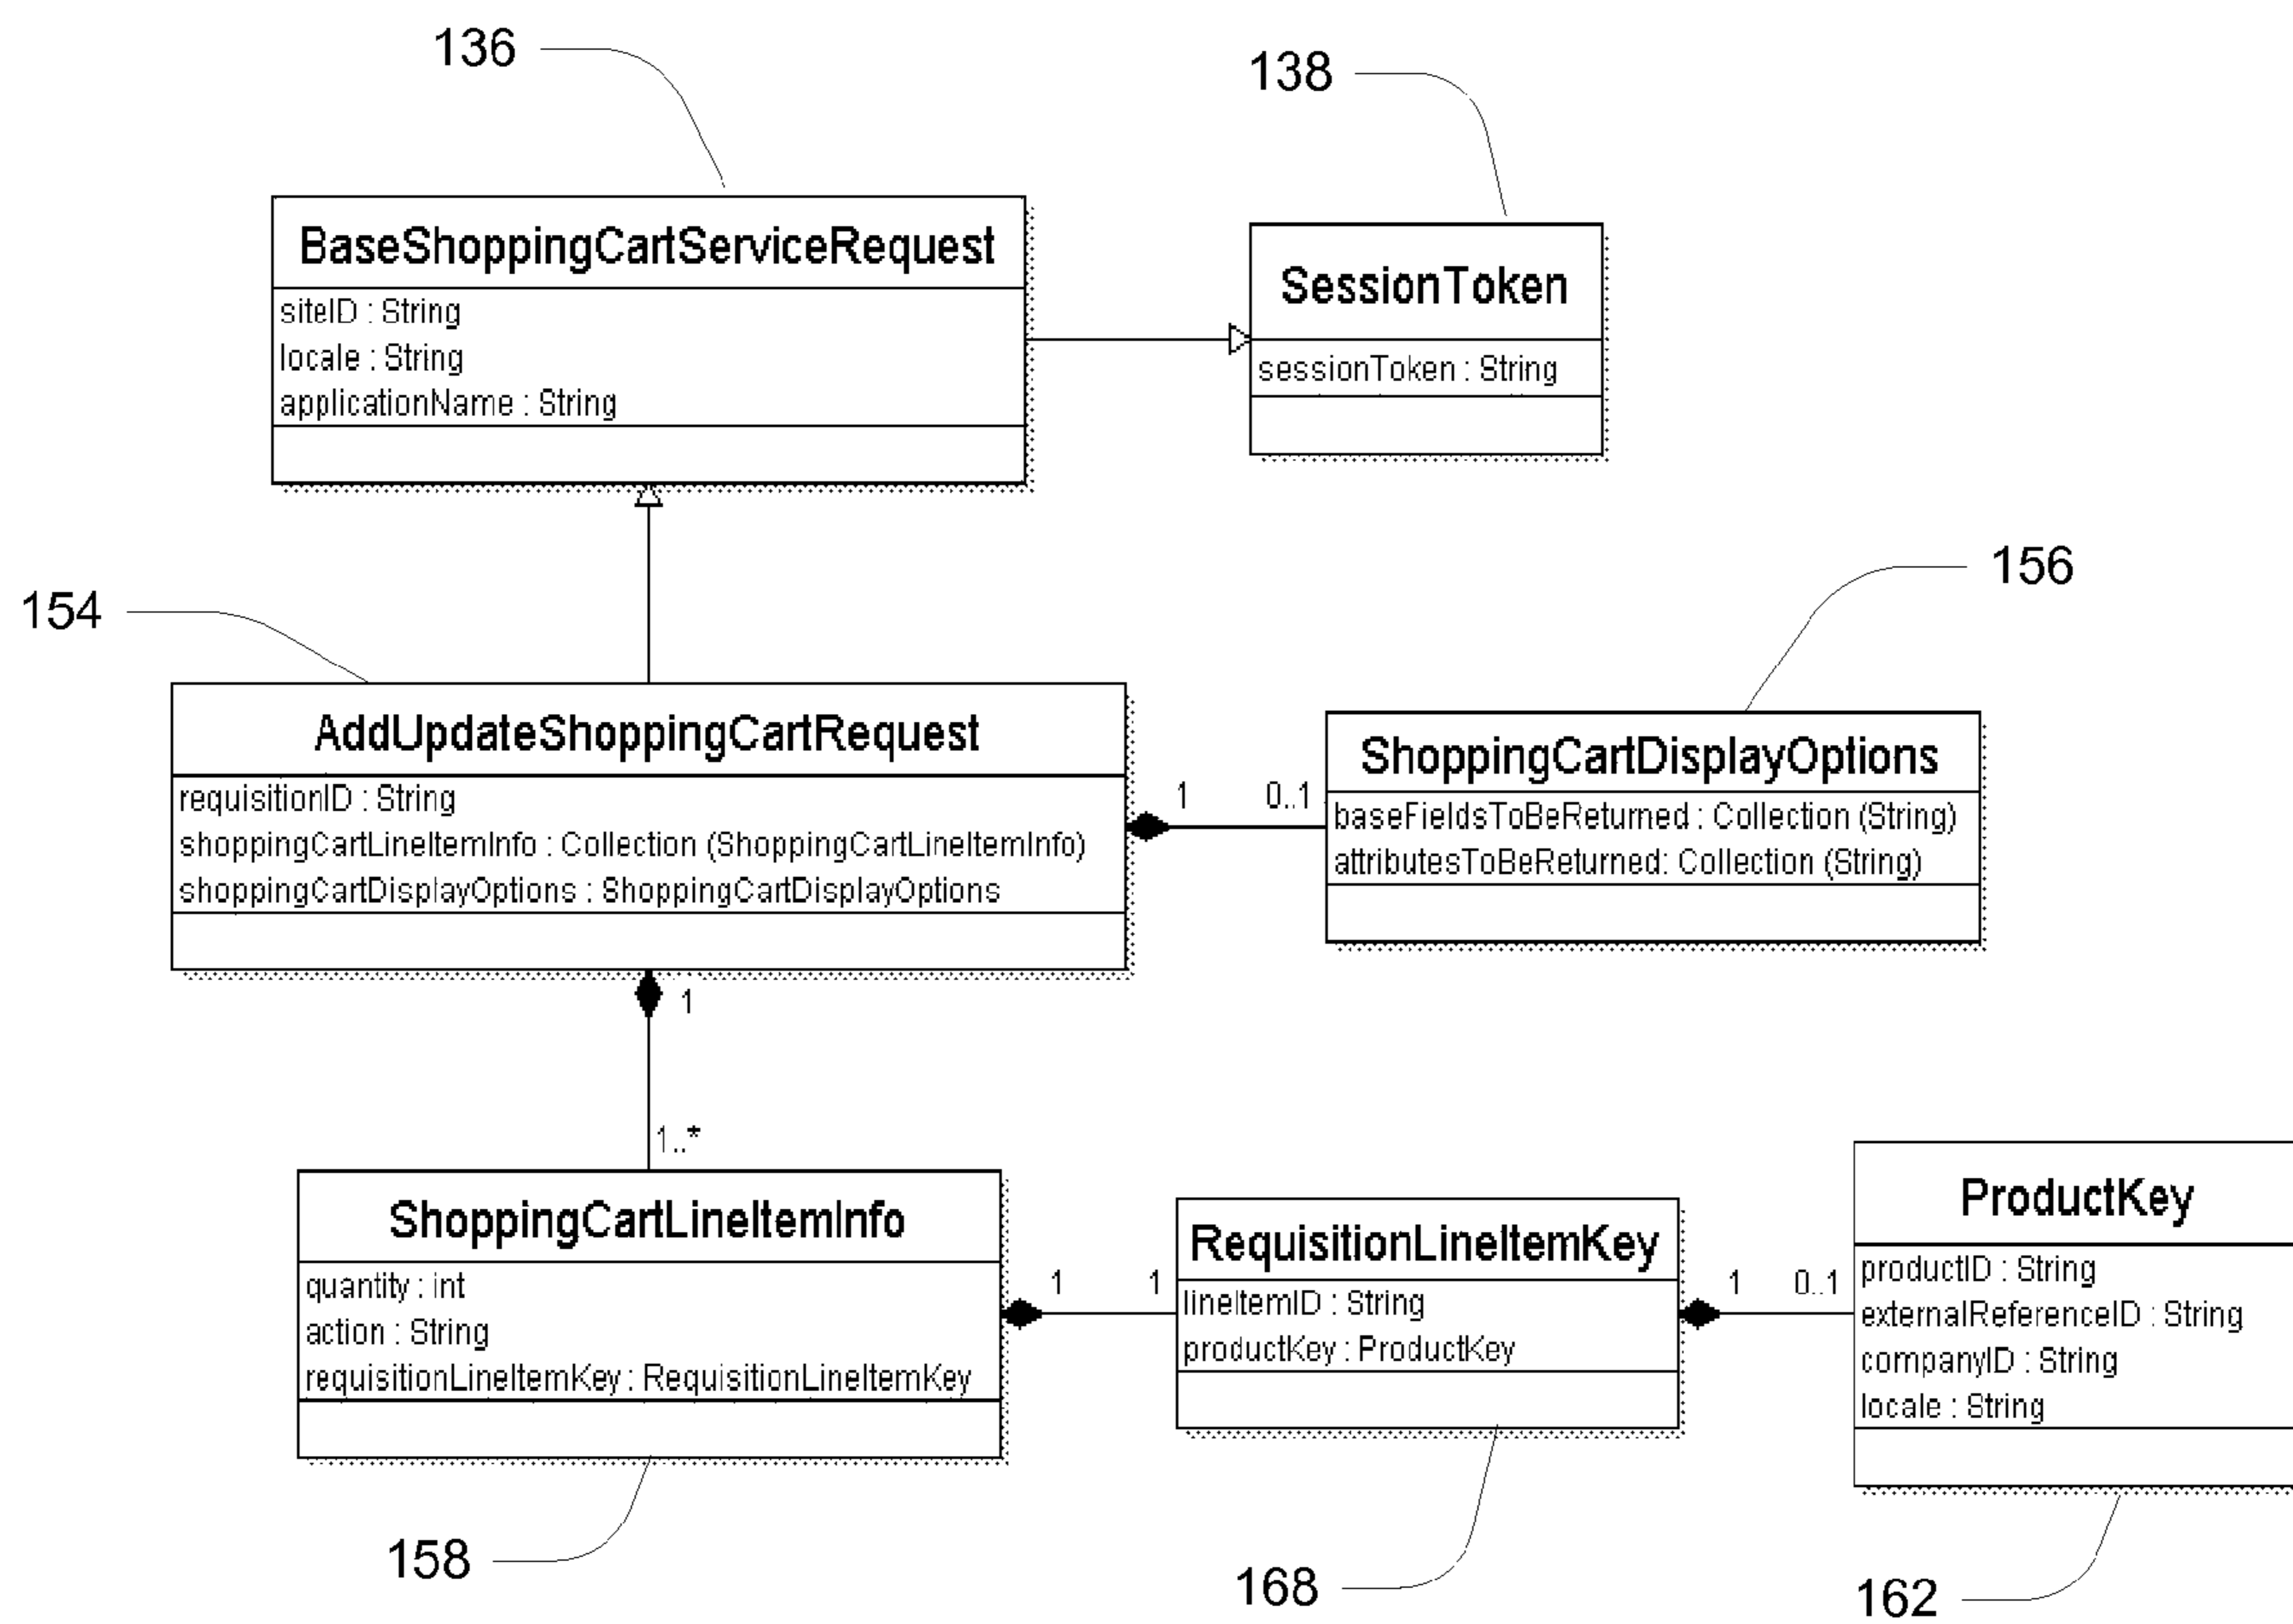 136
138
BaseShoppingCartServiceRequest
siteID : String
locale : String
applicationName : String
SessionToken
sessionToken : String
154
156
AddUpdateShoppingCartRequest
requisitionID : String
shoppingCartLineItemInfo : Collection (ShoppingCartLineItemInfo)
shoppingCartDisplayOptions : ShoppingCartDisplayOptions
1 0..1
ShoppingCartDisplayOptions
baseFieldsToBeReturned : Collection (String)
attributesToBeReturned: Collection (String)
1
1..*
ShoppingCartLineItemInfo
quantity : int
action : String
requisitionLineItemKey : RequisitionLineItemKey
1 1
RequisitionLineItemKey
lineItemID : String
productKey : ProductKey
1 0..1
ProductKey
productID : String
externalReferenceID : String
companyID : String
locale : String
158
168
162